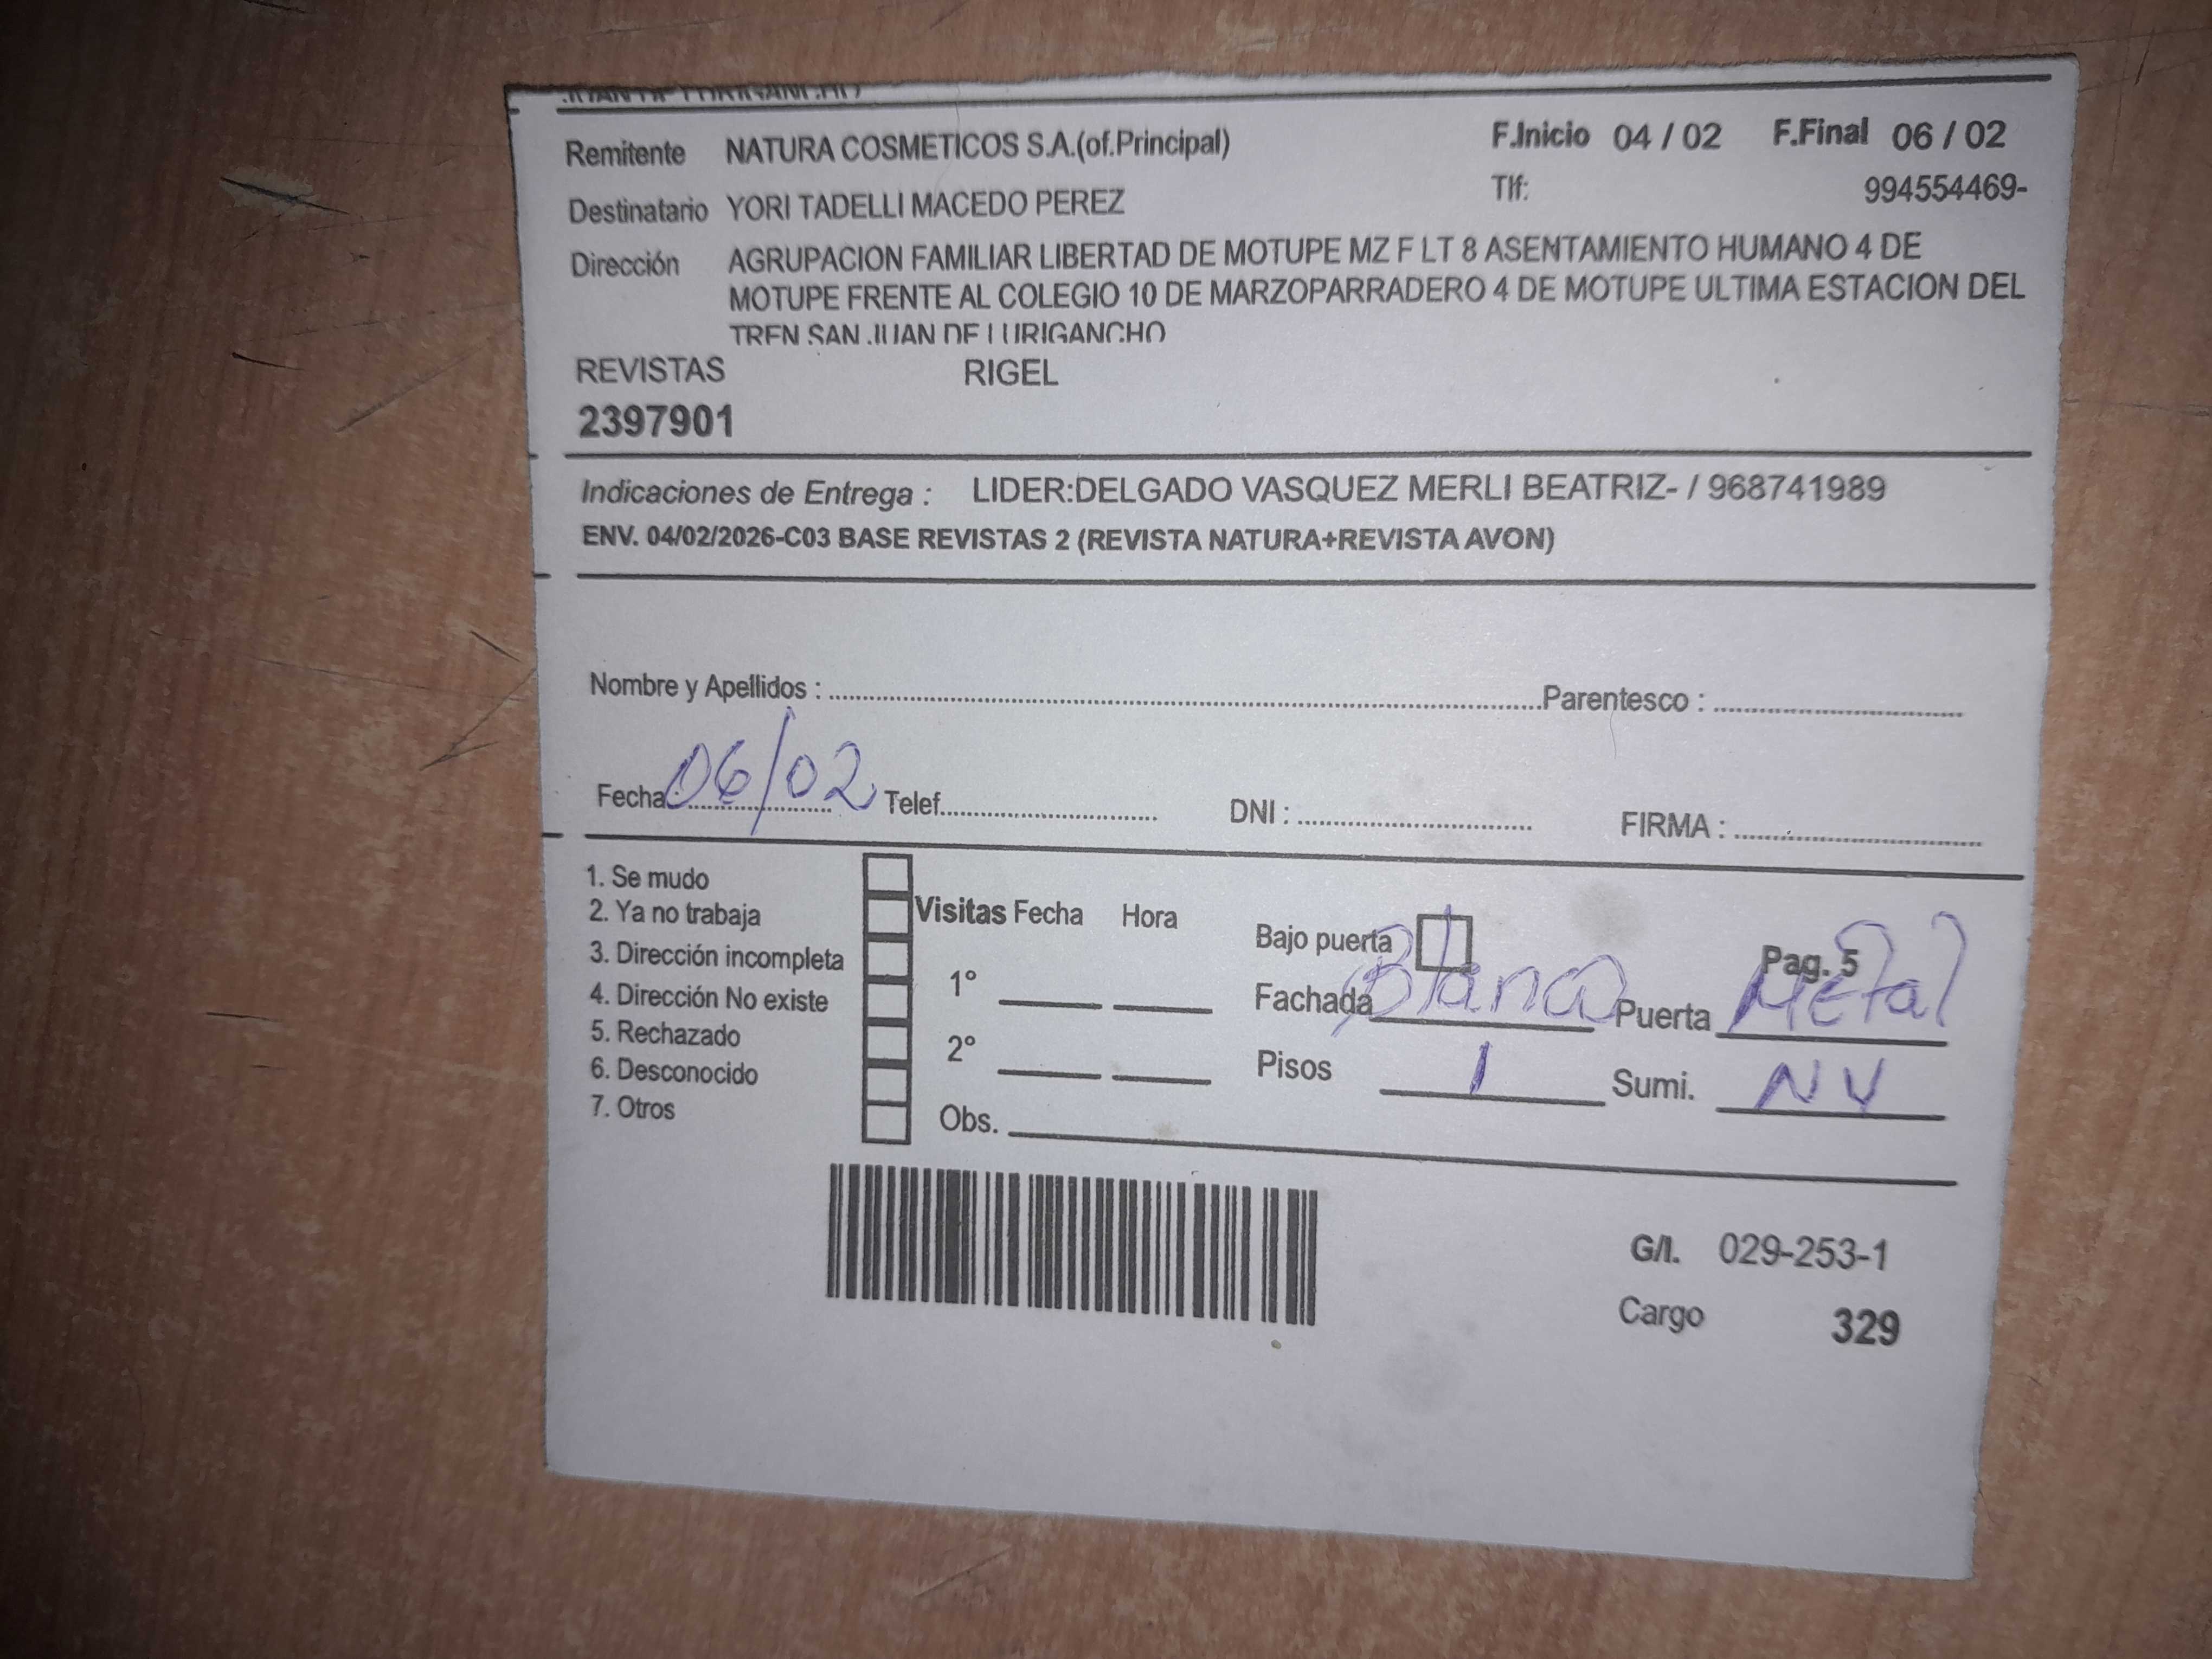 JUAN DE LURIGANCHO
Remitente NATURA COSMETICOS S.A.(of.Principal) F.Inicio 04 / 02 F.Final 06 / 02
Destinatario YORI TADELLI MACEDO PEREZ Tlf: 994554469-
Dirección AGRUPACION FAMILIAR LIBERTAD DE MOTUPE MZ F LT 8 ASENTAMIENTO HUMANO 4 DE
MOTUPE FRENTE AL COLEGIO 10 DE MARZOPARRADERO 4 DE MOTUPE ULTIMA ESTACION DEL
TREN SAN JUAN DE LURIGANCHO
REVISTAS RIGEL
2397901
Indicaciones de Entrega : LIDER:DELGADO VASQUEZ MERLI BEATRIZ- / 968741989
ENV. 04/02/2026-C03 BASE REVISTAS 2 (REVISTA NATURA+REVISTA AVON)
Nombre y Apellidos : Parentesco :
Fecha: 06/02 Telef. DNI : FIRMA :
1. Se mudo
2. Ya no trabaja Visitas Fecha Hora
3. Dirección incompleta Bajo puerta Pag. 5
4. Dirección No existe 1° Fachada Blanco Puerta Metal
5. Rechazado
6. Desconocido 2° Pisos 1 Sumi. NV
7. Otros Obs.
G/I. 029-253-1
Cargo 329